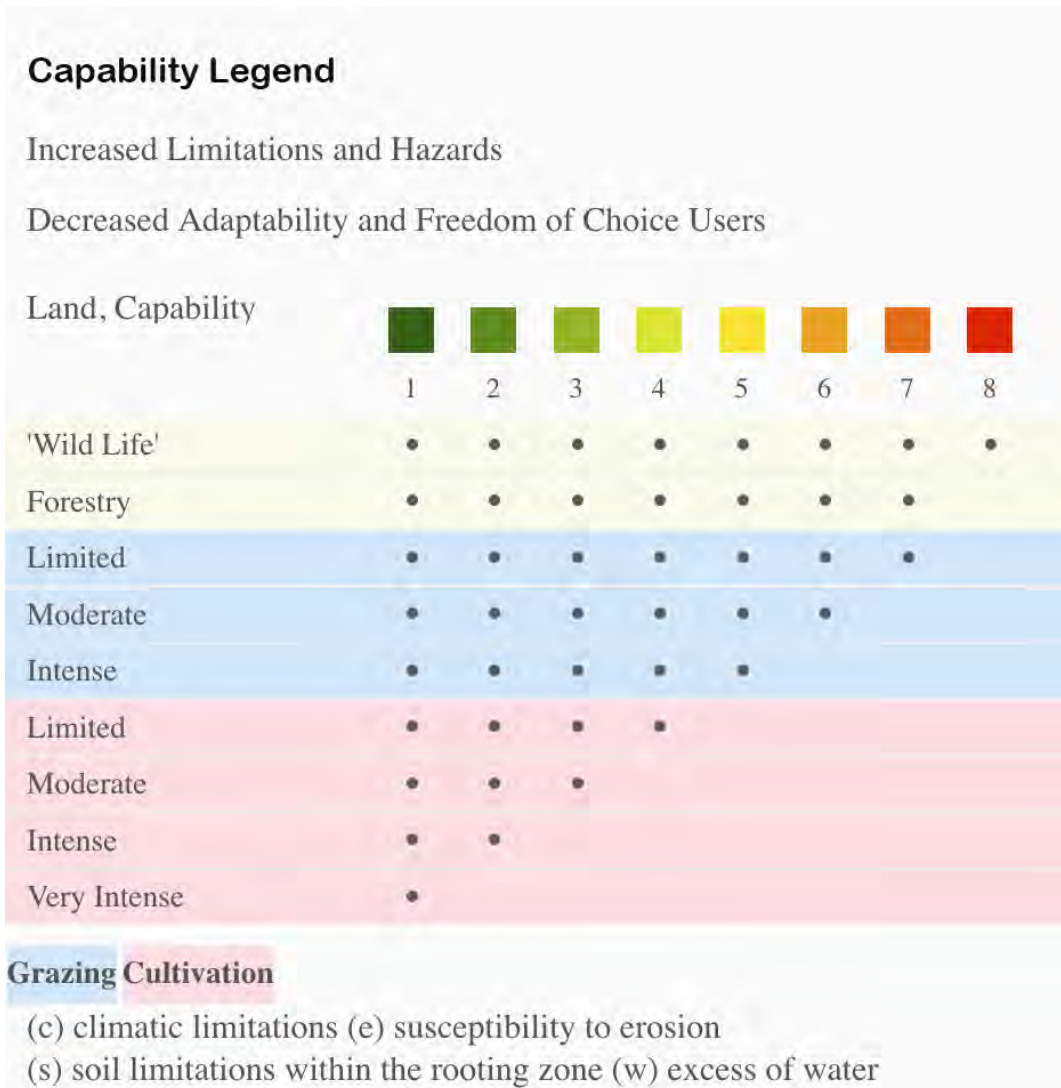 Capability Legend
Increased Limitations and Hazards
Decreased Adaptability and Freedom of Choice Users
Land, Capability
1 2 3 4 5 6 7 8
'Wild Life' • • • • • • • •
Forestry • • • • • • •
Limited • • • • • • •
Moderate • • • • • •
Intense • • • • •
Limited • • • •
Moderate • • •
Intense • •
Very Intense •
Grazing Cultivation
(c) climatic limitations (e) susceptibility to erosion
(s) soil limitations within the rooting zone (w) excess of water